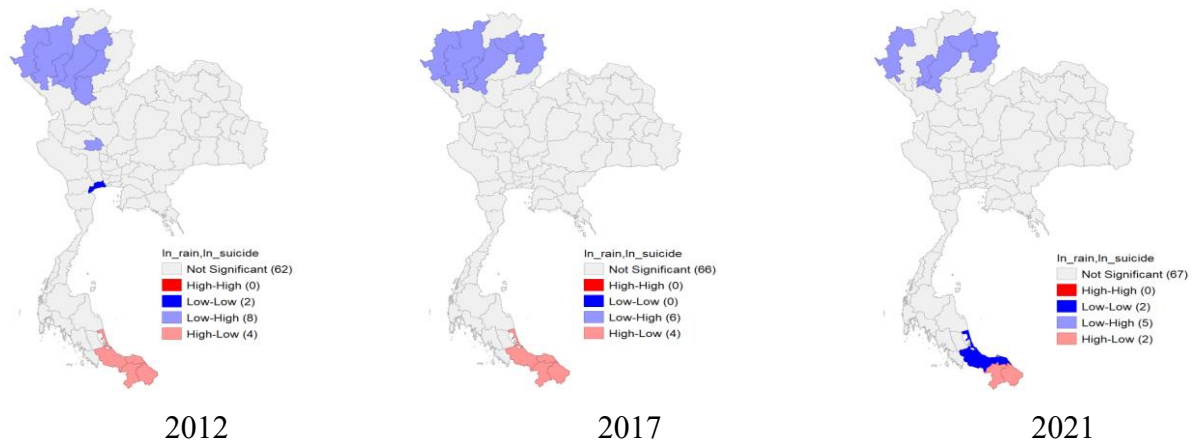 ln_rain,ln_suicide
Not Significant (62)
High-High (0)
Low-Low (2)
Low-High (8)
High-Low (4)
2012
ln_rain,ln_suicide
Not Significant (66)
High-High (0)
Low-Low (0)
Low-High (6)
High-Low (4)
2017
ln_rain,ln_suicide
Not Significant (67)
High-High (0)
Low-Low (2)
Low-High (5)
High-Low (2)
2021